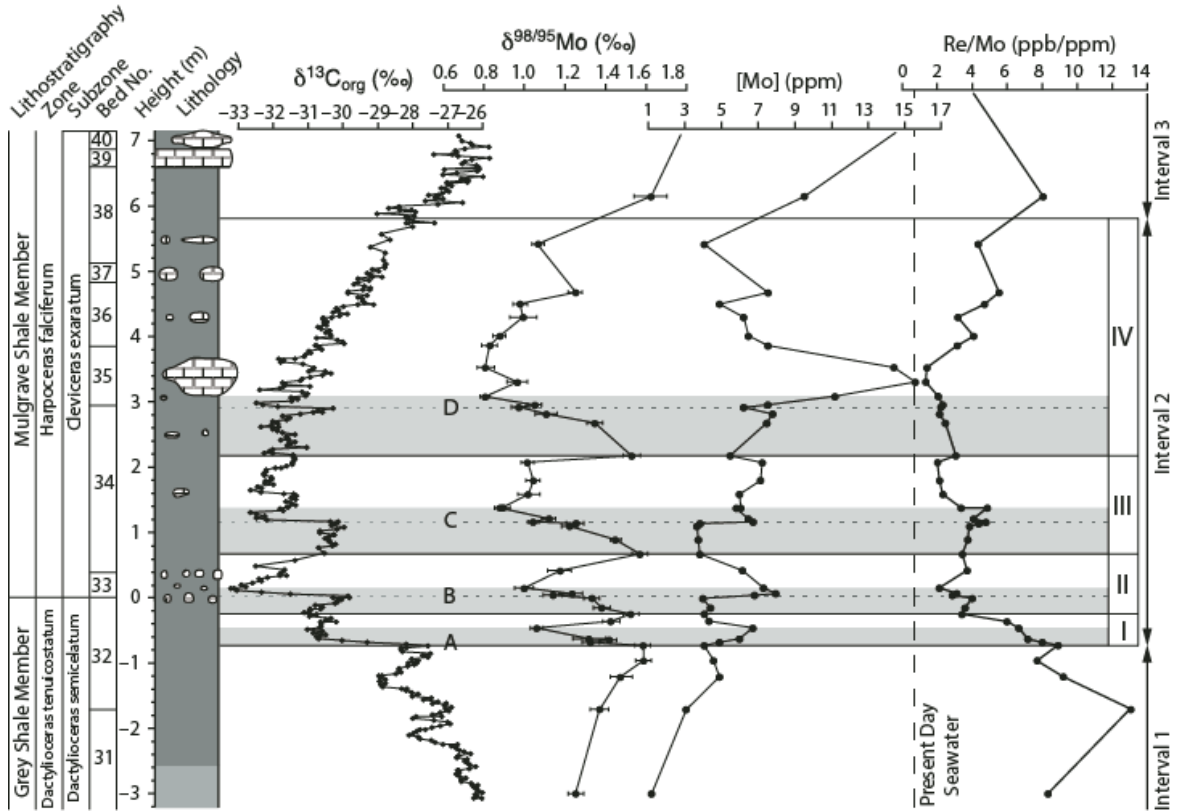 Lithostratigraphy
Zone
Subzone
Bed No.
Height (m)
Lithology
δ¹³Corg (‰)
−33 −32 −31 −30 −29 −28 −27 −26
δ⁹⁸/⁹⁵Mo (‰)
0.6 0.8 1.0 1.2 1.4 1.6 1.8
[Mo] (ppm)
1 3 5 7 9 11 13 15 17
Re/Mo (ppb/ppm)
0 2 4 6 8 10 12 14
Mulgrave Shale Member
Grey Shale Member
Harpoceras falciferum
Dactylioceras tenuicostatum
Cleviceras exaratum
Dactylioceras semicelatum
40
39
38
37
36
35
34
33
32
31
7
6
5
4
3
2
1
0
−1
−2
−3
D
C
B
A
IV
III
II
I
Interval 3
Interval 2
Interval 1
Present Day
Seawater